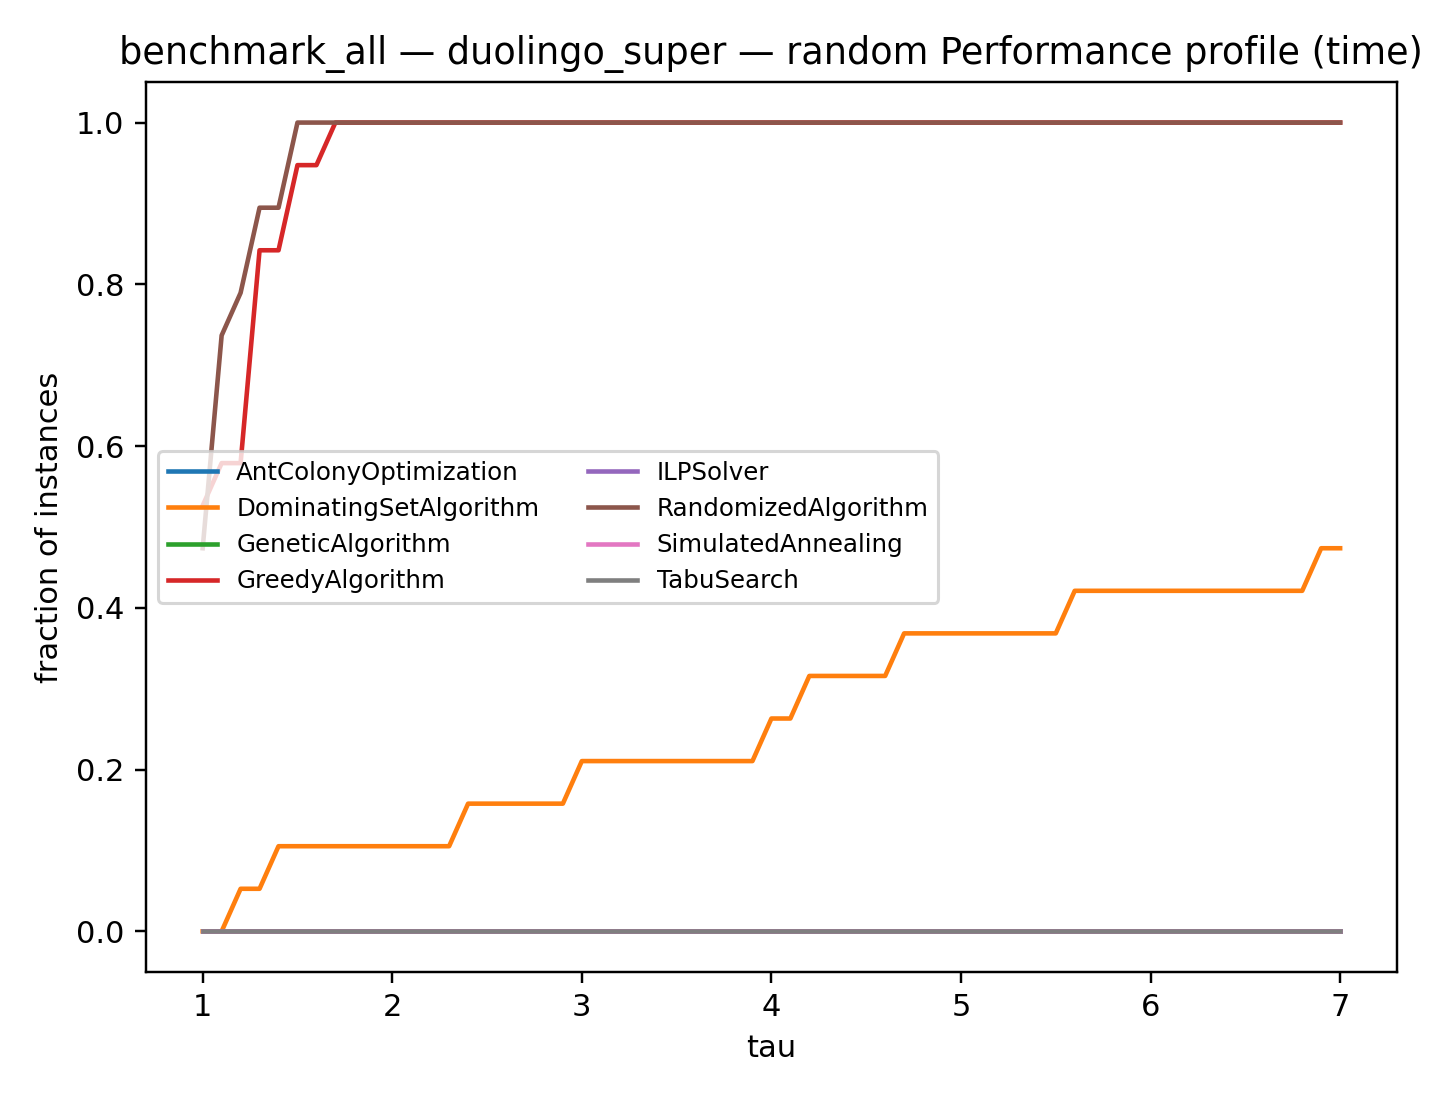 benchmark_all — duolingo_super — random Performance profile (time)
fraction of instances
1.0
0.8
0.6
0.4
0.2
0.0
AntColonyOptimization
DominatingSetAlgorithm
GeneticAlgorithm
GreedyAlgorithm
ILPSolver
RandomizedAlgorithm
SimulatedAnnealing
TabuSearch
1 2 3 4 5 6 7
tau